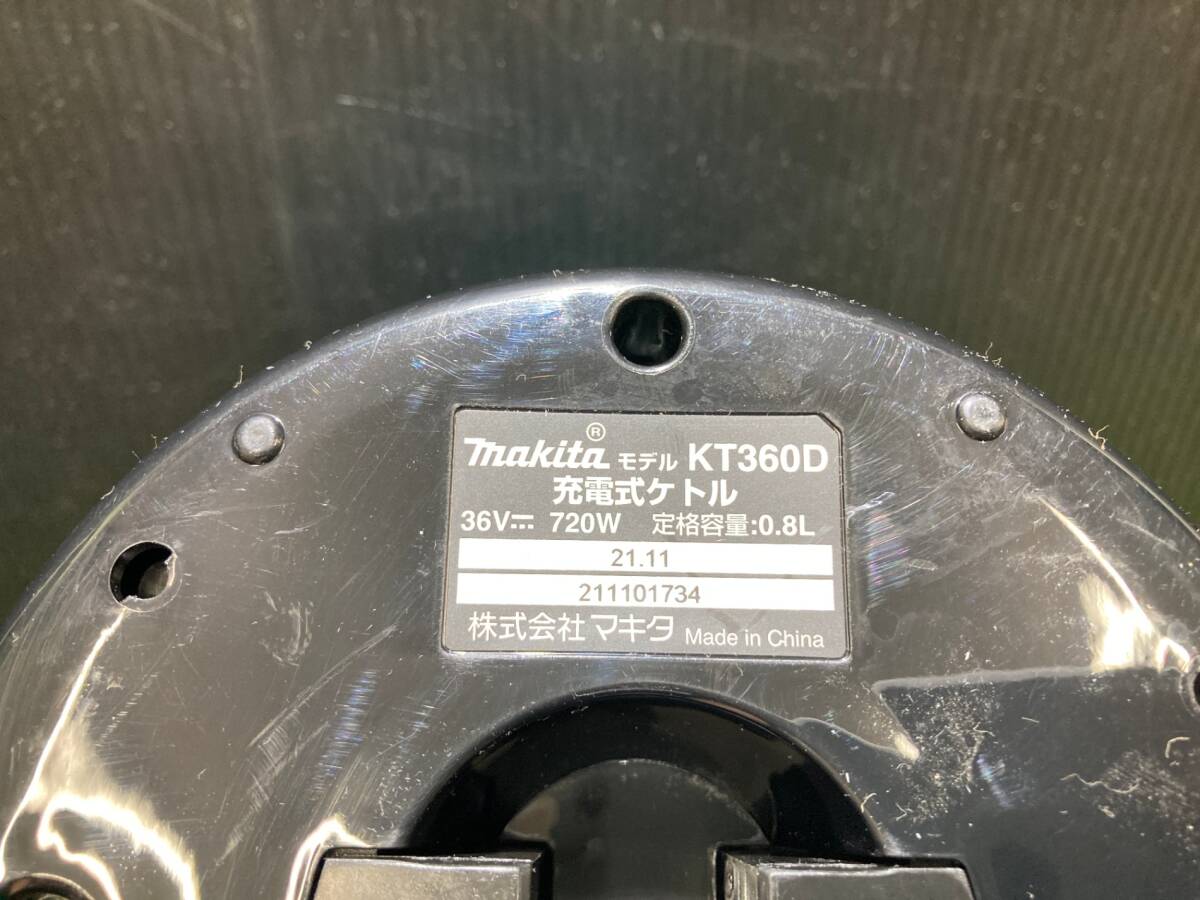 makita® モデル KT360D
充電式ケトル
36V⎓ 720W 定格容量:0.8L
21.11
211101734
株式会社マキタ Made in China